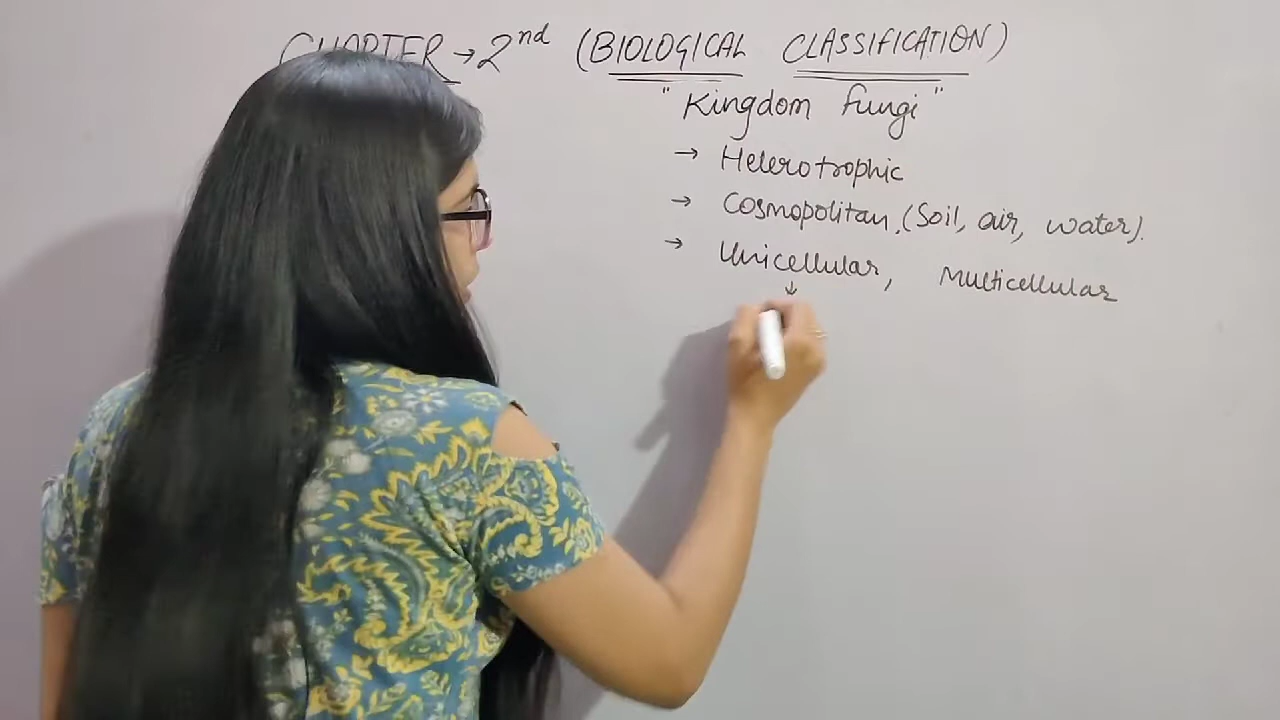 CHAPTER → 2nd (BIOLOGICAL CLASSIFICATION)
"Kingdom fungi"
→ Heterotrophic
→ Cosmopolitan, (Soil, air, water).
→ Unicellular, Multicellular
↓